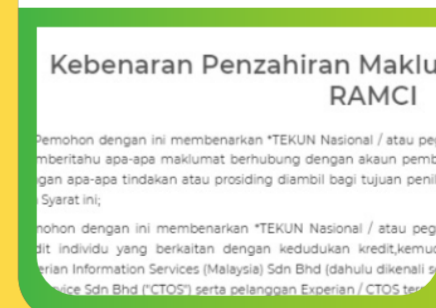 Kebenaran Penzahiran Maklu
RAMCI
Pemohon dengan ini membenarkan *TEKUN Nasional / atau peg
mberitahu apa-apa maklumat berhubung dengan akaun pemb
gan apa-apa tindakan atau prosiding diambil bagi tujuan penil
Syarat ini;
nohon dengan ini membenarkan *TEKUN Nasional / atau peg
dit individu yang berkaitan dengan kedudukan kredit,kemud
erian Information Services (Malaysia) Sdn Bhd (dahulu dikenali s
vice Sdn Bhd ("CTOS") serta pelanggan Experian / CTOS ter